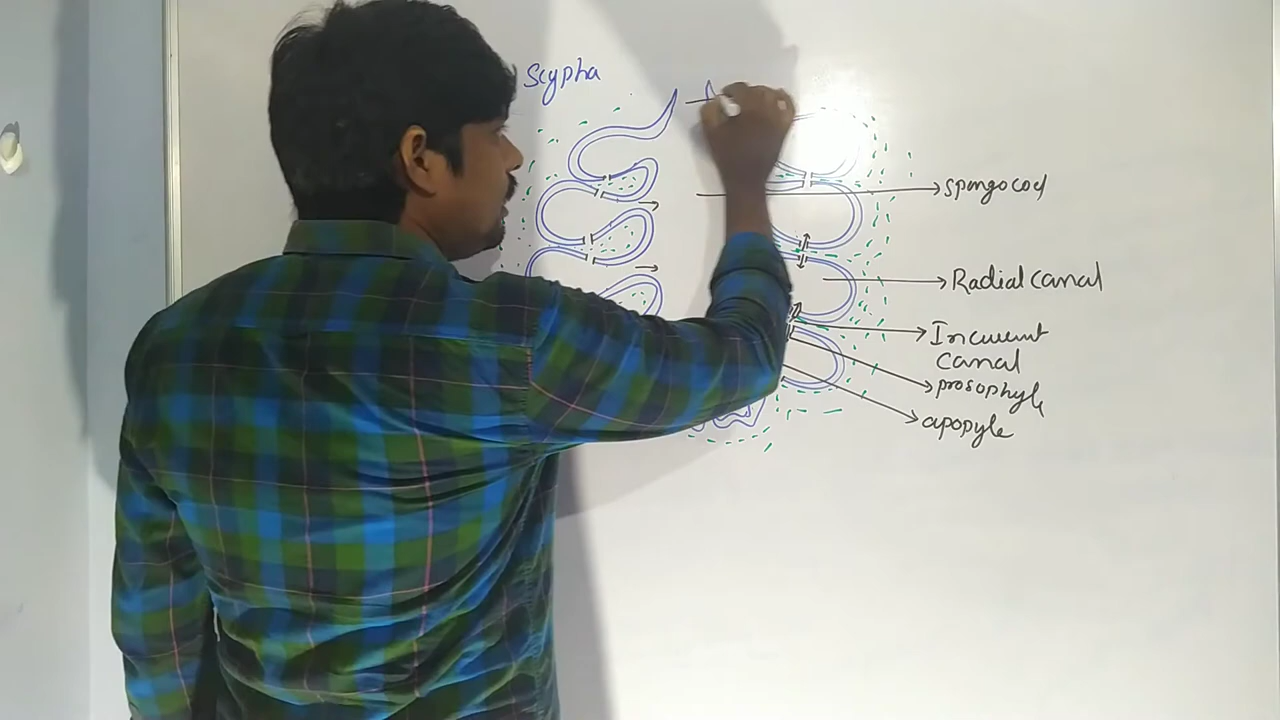 Scypha
spongocoel
Radial canal
Incurrent
canal
prosophyle
apopyle